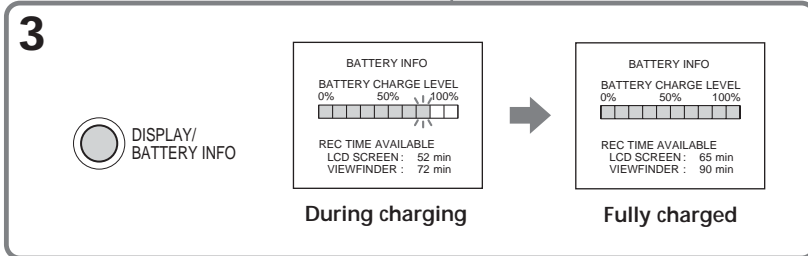 3
DISPLAY/
BATTERY INFO
BATTERY INFO
BATTERY CHARGE LEVEL
0% 50% 100%
REC TIME AVAILABLE
LCD SCREEN : 52 min
VIEWFINDER : 72 min
During charging
BATTERY INFO
BATTERY CHARGE LEVEL
0% 50% 100%
REC TIME AVAILABLE
LCD SCREEN : 65 min
VIEWFINDER : 90 min
Fully charged